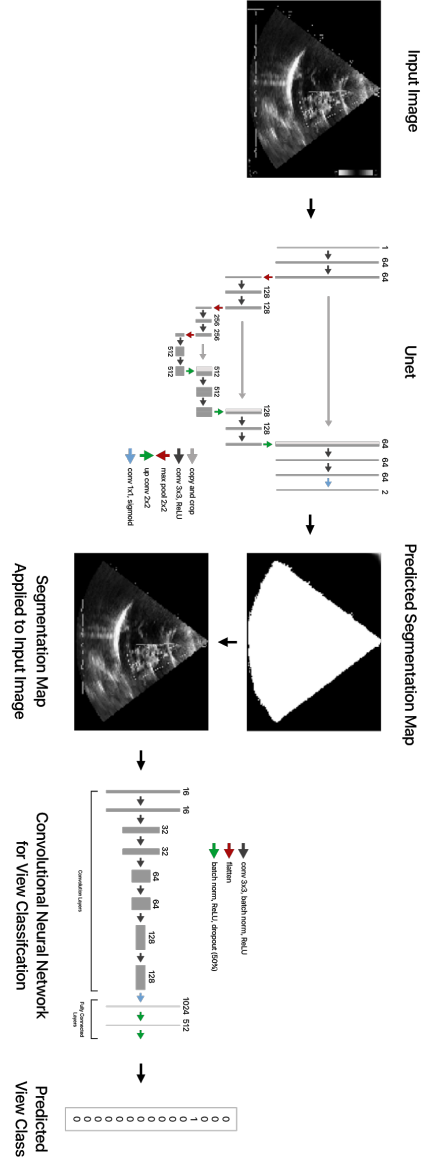 Input Image
Unet
Predicted Segmentation Map
1
64
64
64
64
64
2
128
128
128
128
256
256
512
512
512
512
copy and crop
conv 3x3, ReLU
max pool 2x2
up conv 2x2
conv 1x1, sigmoid
Segmentation Map
Applied to Input Image
conv 3x3, batch norm, ReLU
flatten
batch norm, ReLU, dropout (50%)
16
16
32
32
64
64
128
128
1024
512
Convolution Layers
Fully Connected
Layers
Convolutional Neural Network
for View Classifcation
0
0
0
1
0
0
0
0
0
0
0
0
0
0
0
Predicted
View Class